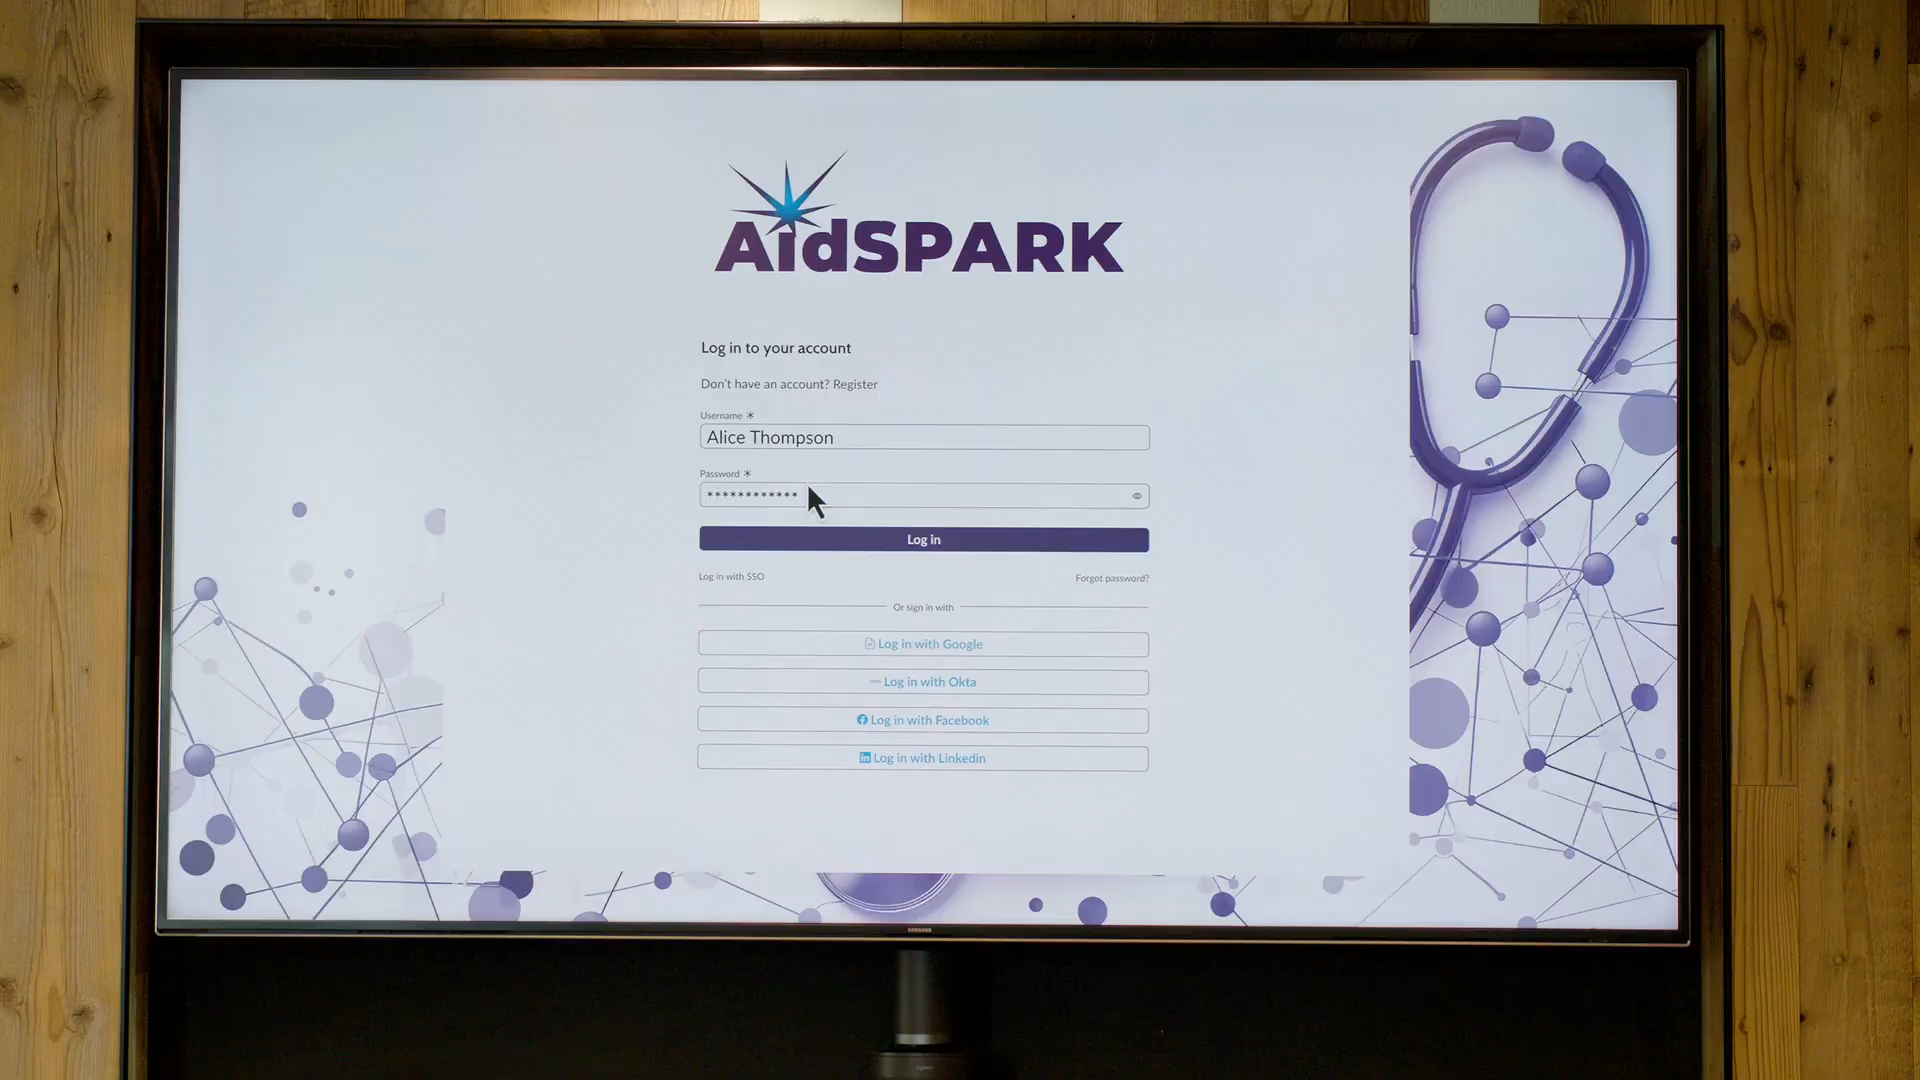 AidSPARK
Log in to your account
Don't have an account? Register
Username *
Alice Thompson
Password *
************
Log in
Log in with SSO
Forgot password?
Or sign in with
Log in with Google
Log in with Okta
Log in with Facebook
in Log in with Linkedin
SAMSUNG